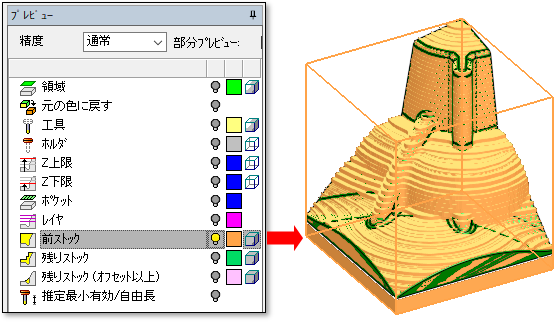 プレビュー
精度 通常 部分プレビュー:
領域
元の色に戻す
工具
ホルダ
Z上限
Z下限
ポケット
レイヤ
前ストック
残りストック
残りストック(オフセット以上)
推定最小有効/自由長